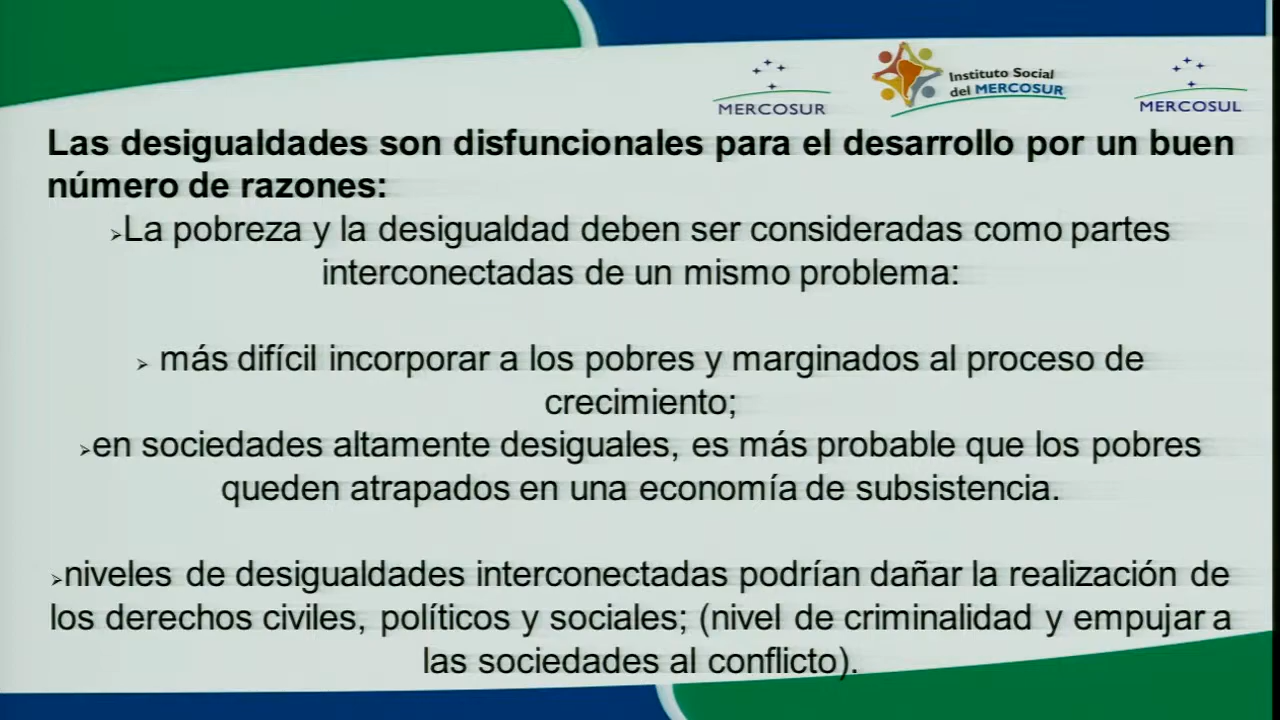 MERCOSUR
Instituto Social
del MERCOSUR
MERCOSUL
Las desigualdades son disfuncionales para el desarrollo por un buen
número de razones:
➢La pobreza y la desigualdad deben ser consideradas como partes
interconectadas de un mismo problema:
➢ más difícil incorporar a los pobres y marginados al proceso de
crecimiento;
➢en sociedades altamente desiguales, es más probable que los pobres
queden atrapados en una economía de subsistencia.
➢niveles de desigualdades interconectadas podrían dañar la realización de
los derechos civiles, políticos y sociales; (nivel de criminalidad y empujar a
las sociedades al conflicto).